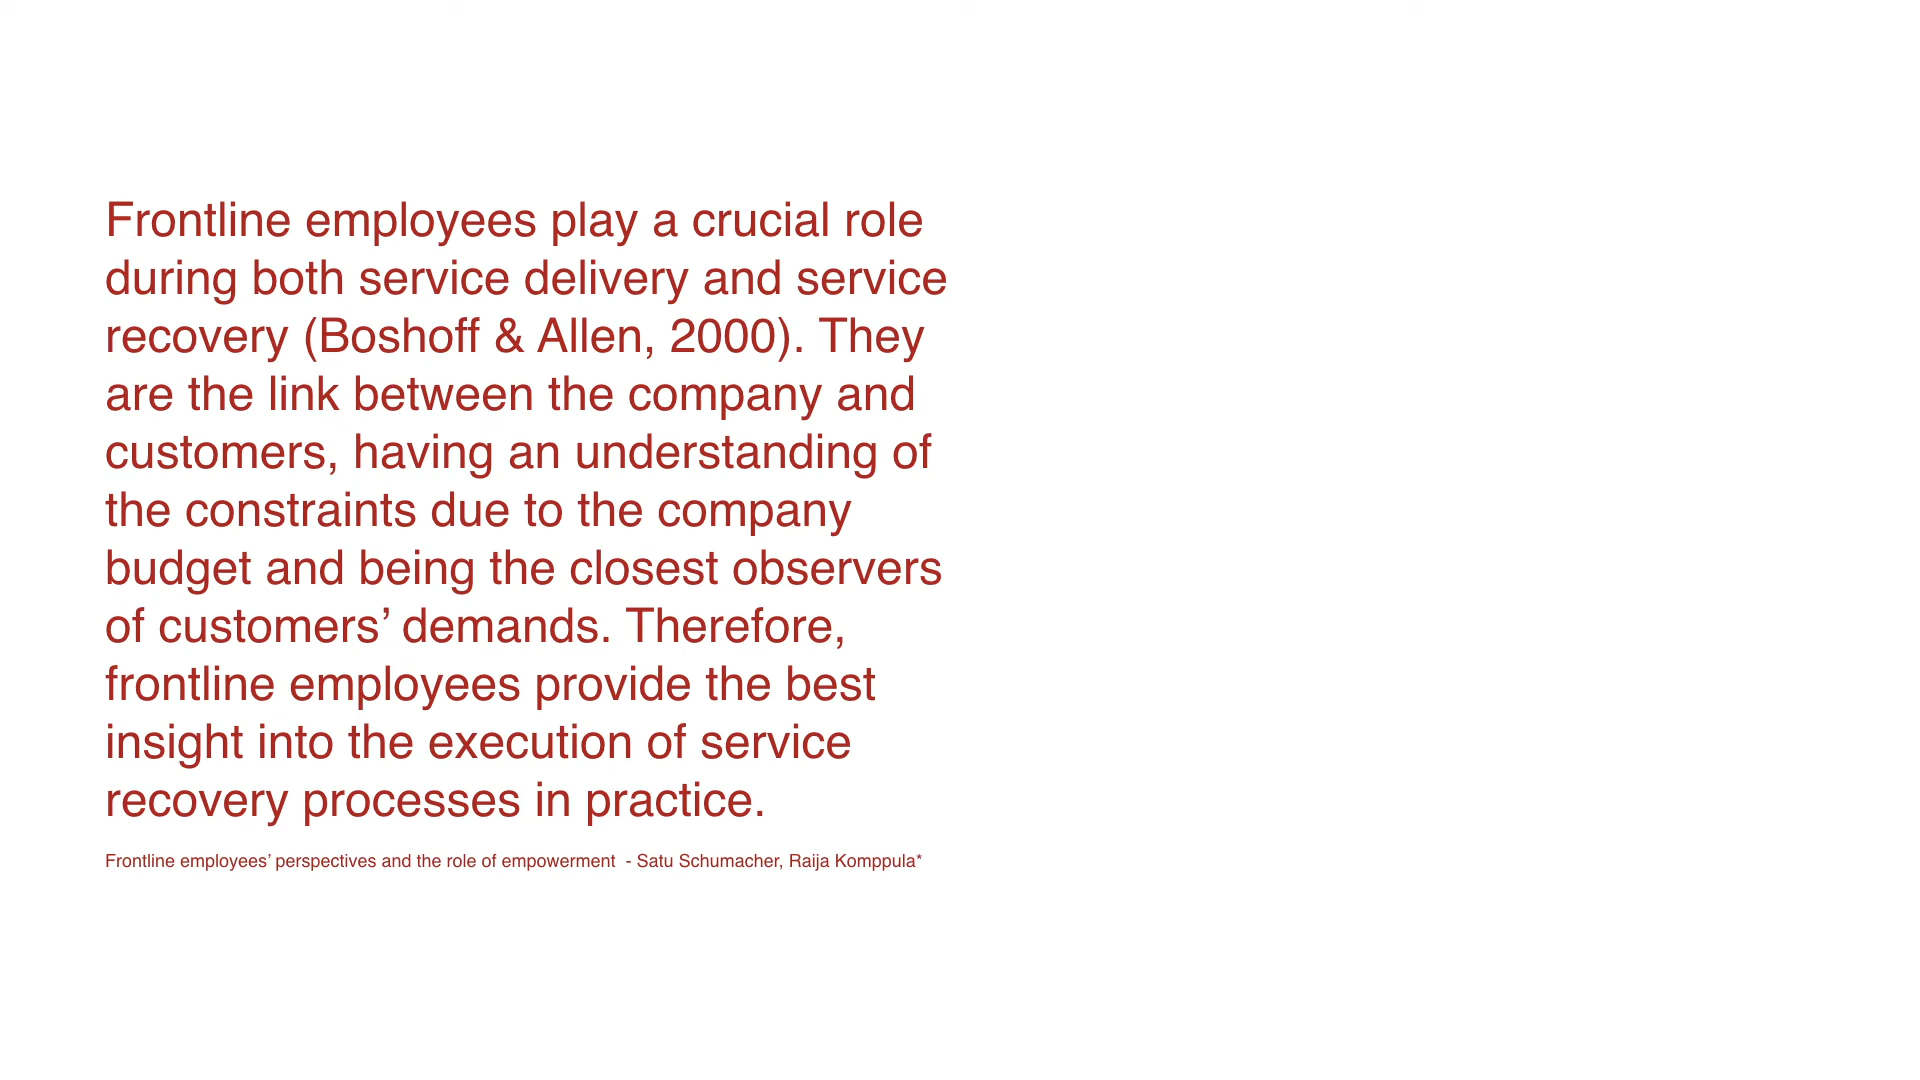 Frontline employees play a crucial role
during both service delivery and service
recovery (Boshoff & Allen, 2000). They
are the link between the company and
customers, having an understanding of
the constraints due to the company
budget and being the closest observers
of customers’ demands. Therefore,
frontline employees provide the best
insight into the execution of service
recovery processes in practice.
Frontline employees’ perspectives and the role of empowerment  - Satu Schumacher, Raija Komppula*